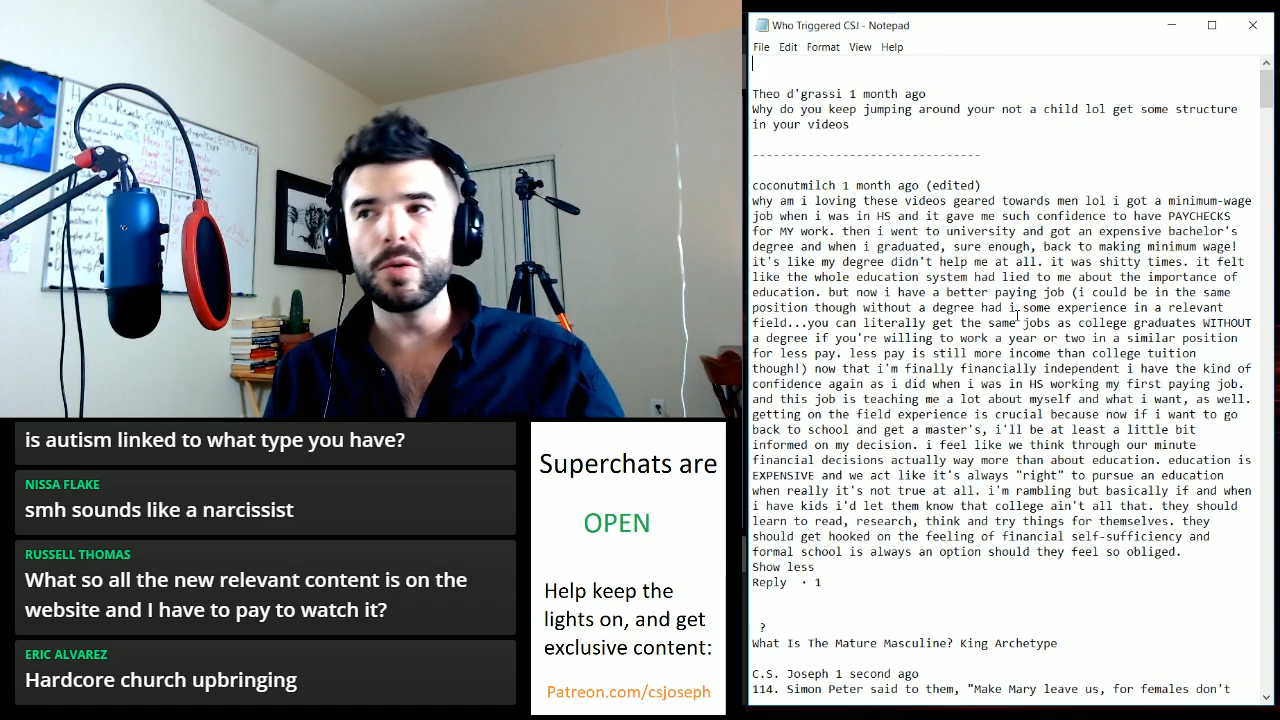 Who Triggered CSJ - Notepad
File Edit Format View Help
Theo d'grassi 1 month ago
Why do you keep jumping around your not a child lol get some structure
in your videos
------------------------------
coconutmilch 1 month ago (edited)
why am i loving these videos geared towards men lol i got a minimum-wage
job when i was in HS and it gave me such confidence to have PAYCHECKS
for MY work. then i went to university and got an expensive bachelor's
degree and when i graduated, sure enough, back to making minimum wage!
it's like my degree didn't help me at all. it was shitty times. it felt
like the whole education system had lied to me about the importance of
education. but now i have a better paying job (i could be in the same
position though without a degree had i some experience in a relevant
field...you can literally get the same jobs as college graduates WITHOUT
a degree if you're willing to work a year or two in a similar position
for less pay. less pay is still more income than college tuition
though!) now that i'm finally financially independent i have the kind of
confidence again as i did when i was in HS working my first paying job.
and this job is teaching me a lot about myself and what i want, as well.
getting on the field experience is crucial because now if i want to go
back to school and get a master's, i'll be at least a little bit
informed on my decision. i feel like we think through our minute
financial decisions actually way more than about education. education is
EXPENSIVE and we act like it's always "right" to pursue an education
when really it's not true at all. i'm rambling but basically if and when
i have kids i'd let them know that college ain't all that. they should
learn to read, research, think and try things for themselves. they
should get hooked on the feeling of financial self-sufficiency and
formal school is always an option should they feel so obliged.
Show less
Reply · 1
?
What Is The Mature Masculine? King Archetype
C.S. Joseph 1 second ago
114. Simon Peter said to them, "Make Mary leave us, for females don't
is autism linked to what type you have?
NISSA FLAKE
smh sounds like a narcissist
RUSSELL THOMAS
What so all the new relevant content is on the
website and I have to pay to watch it?
ERIC ALVAREZ
Hardcore church upbringing
Superchats are
OPEN
Help keep the
lights on, and get
exclusive content:
Patreon.com/csjoseph